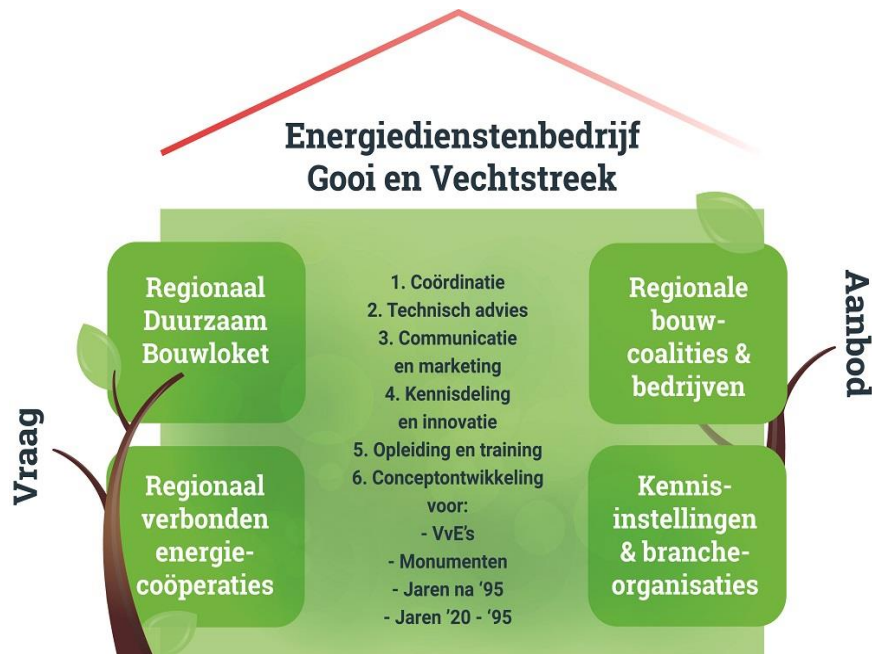 Energiedienstenbedrijf
Gooi en Vechtstreek
Vraag
Regionaal
Duurzaam
Bouwloket
Regionaal
verbonden
energie-
coöperaties
1. Coördinatie
2. Technisch advies
3. Communicatie
en marketing
4. Kennisdeling
en innovatie
5. Opleiding en training
6. Conceptontwikkeling
voor:
- VvE’s
- Monumenten
- Jaren na ‘95
- Jaren ’20 - ‘95
Regionale
bouw-
coalities &
bedrijven
Kennis-
instellingen
& branche-
organisaties
Aanbod